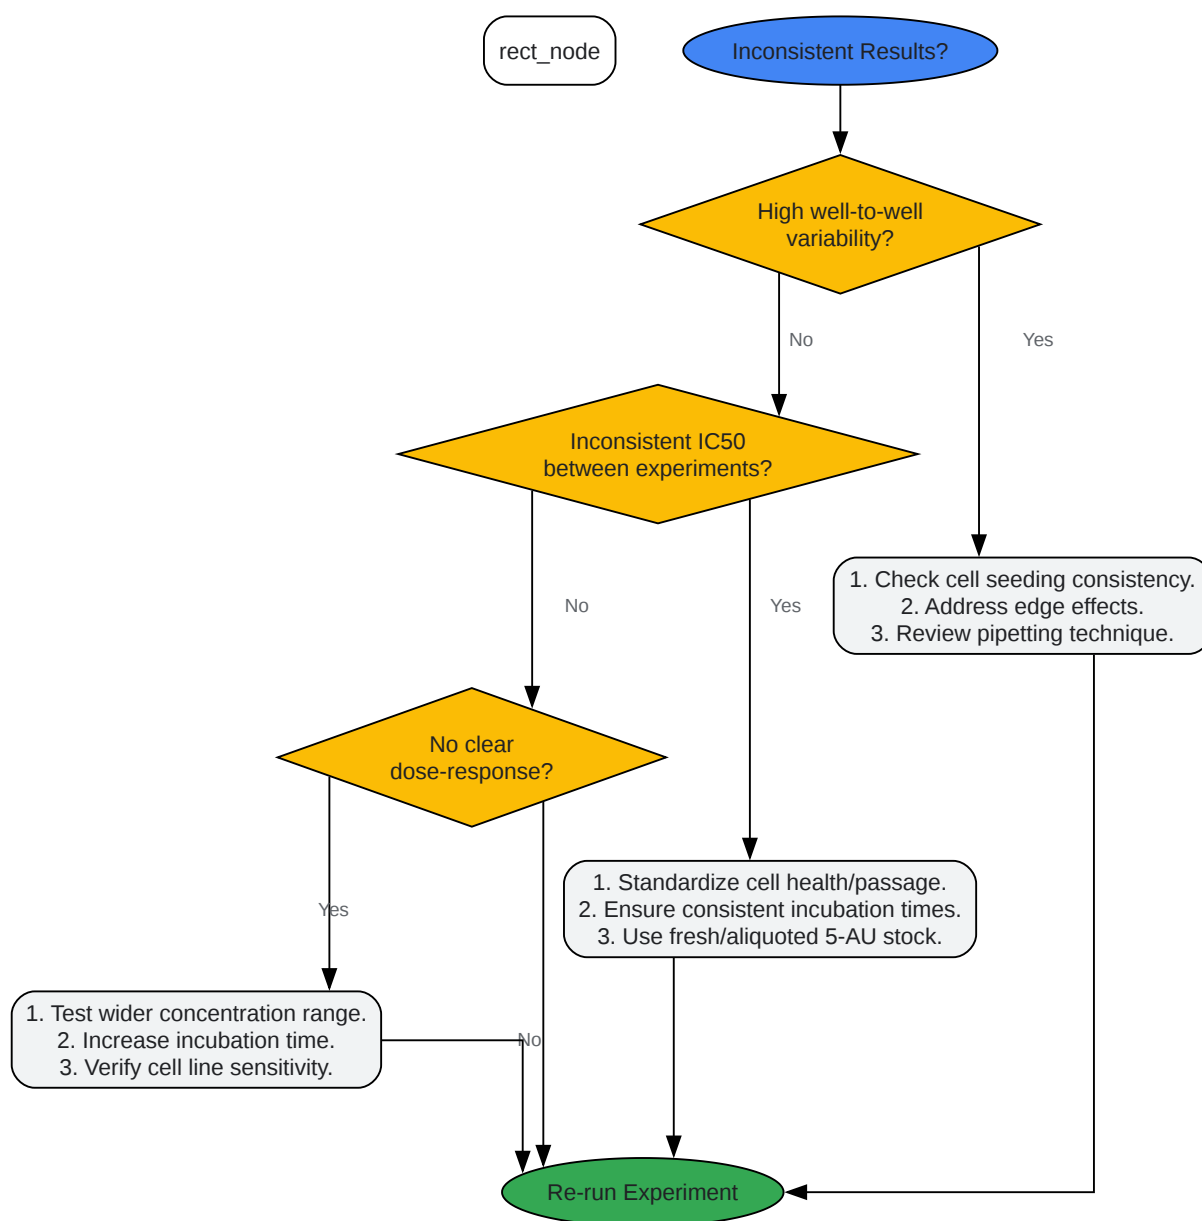 rect_node
Inconsistent Results?
High well-to-well
variability?
No
Yes
Inconsistent IC50
between experiments?
1. Check cell seeding consistency.
2. Address edge effects.
3. Review pipetting technique.
No
Yes
No clear
dose-response?
1. Standardize cell health/passage.
2. Ensure consistent incubation times.
3. Use fresh/aliquoted 5-AU stock.
Yes
1. Test wider concentration range.
2. Increase incubation time.
3. Verify cell line sensitivity.
No
Re-run Experiment